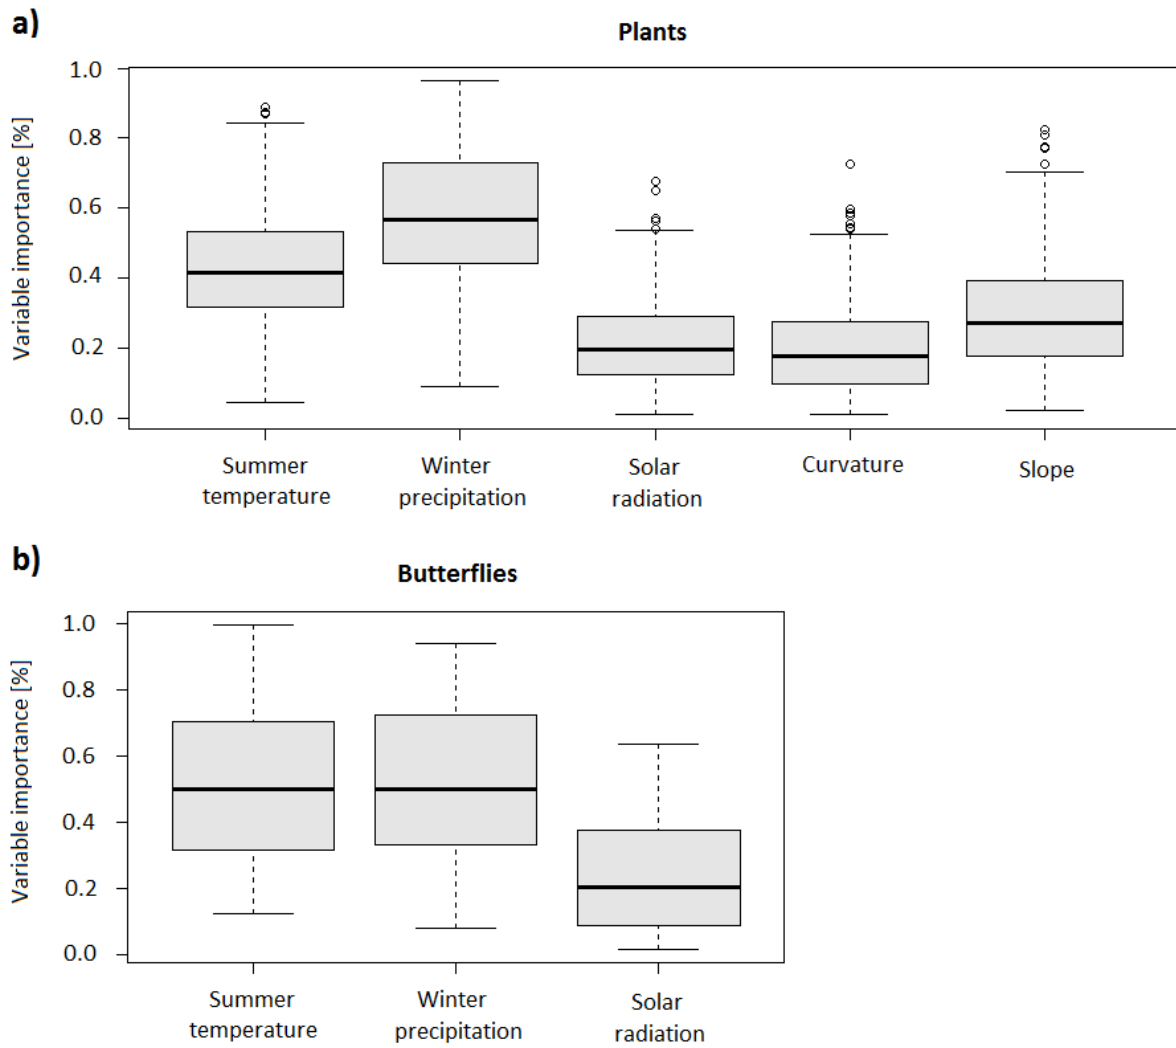 a)
Plants
Variable importance [%]
1.0
0.8
0.6
0.4
0.2
0.0
Summer
temperature
Winter
precipitation
Solar
radiation
Curvature
Slope
b)
Butterflies
Variable importance [%]
1.0
0.8
0.6
0.4
0.2
0.0
Summer
temperature
Winter
precipitation
Solar
radiation